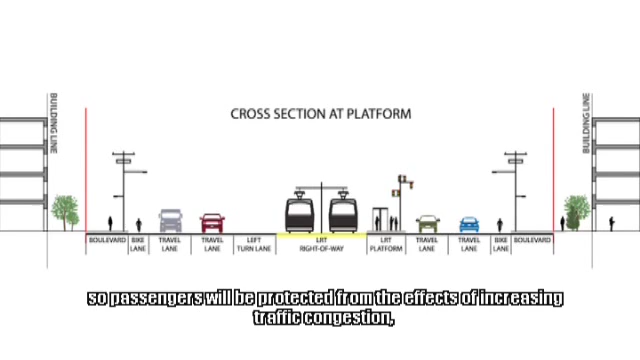 CROSS SECTION AT PLATFORM
BUILDING LINE
BUILDING LINE
BOULEVARD
BIKE LANE
TRAVEL LANE
TRAVEL LANE
LEFT TURN LANE
LRT RIGHT-OF-WAY
LRT PLATFORM
TRAVEL LANE
TRAVEL LANE
BIKE LANE
BOULEVARD
so passengers will be protected from the effects of increasing
traffic congestion,